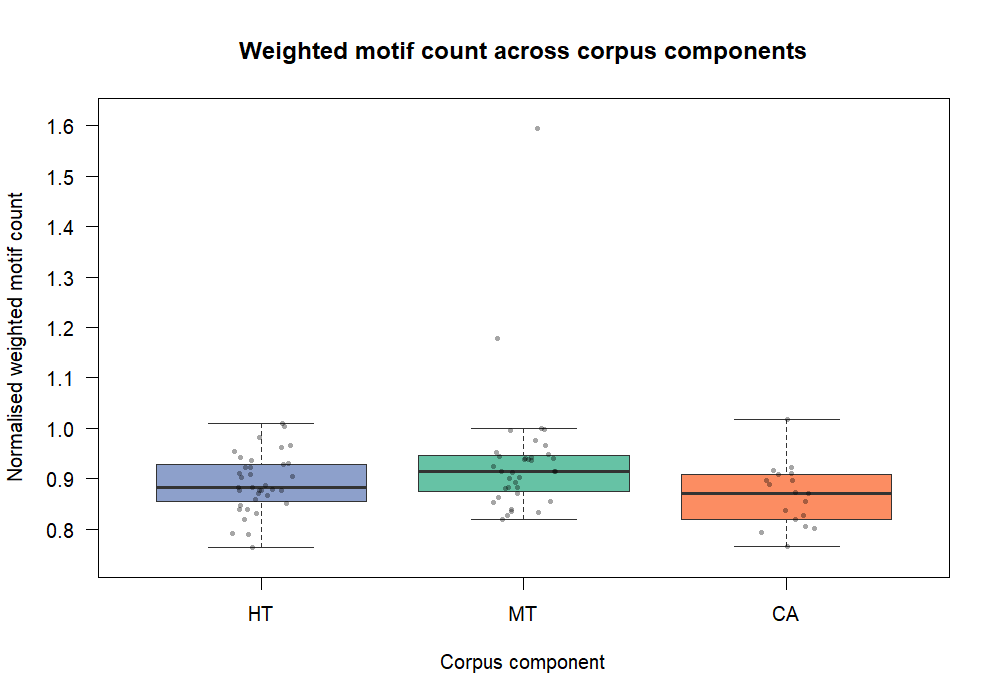 Weighted motif count across corpus components
Normalised weighted motif count
1.6
1.5
1.4
1.3
1.2
1.1
1.0
0.9
0.8
HT MT CA
Corpus component